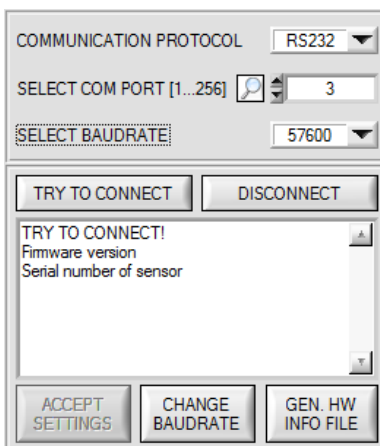 COMMUNICATION PROTOCOL RS232
SELECT COM PORT [1...256] 3
SELECT BAUDRATE 57600
TRY TO CONNECT DISCONNECT
TRY TO CONNECT!
Firmware version
Serial number of sensor
ACCEPT SETTINGS CHANGE BAUDRATE GEN. HW INFO FILE